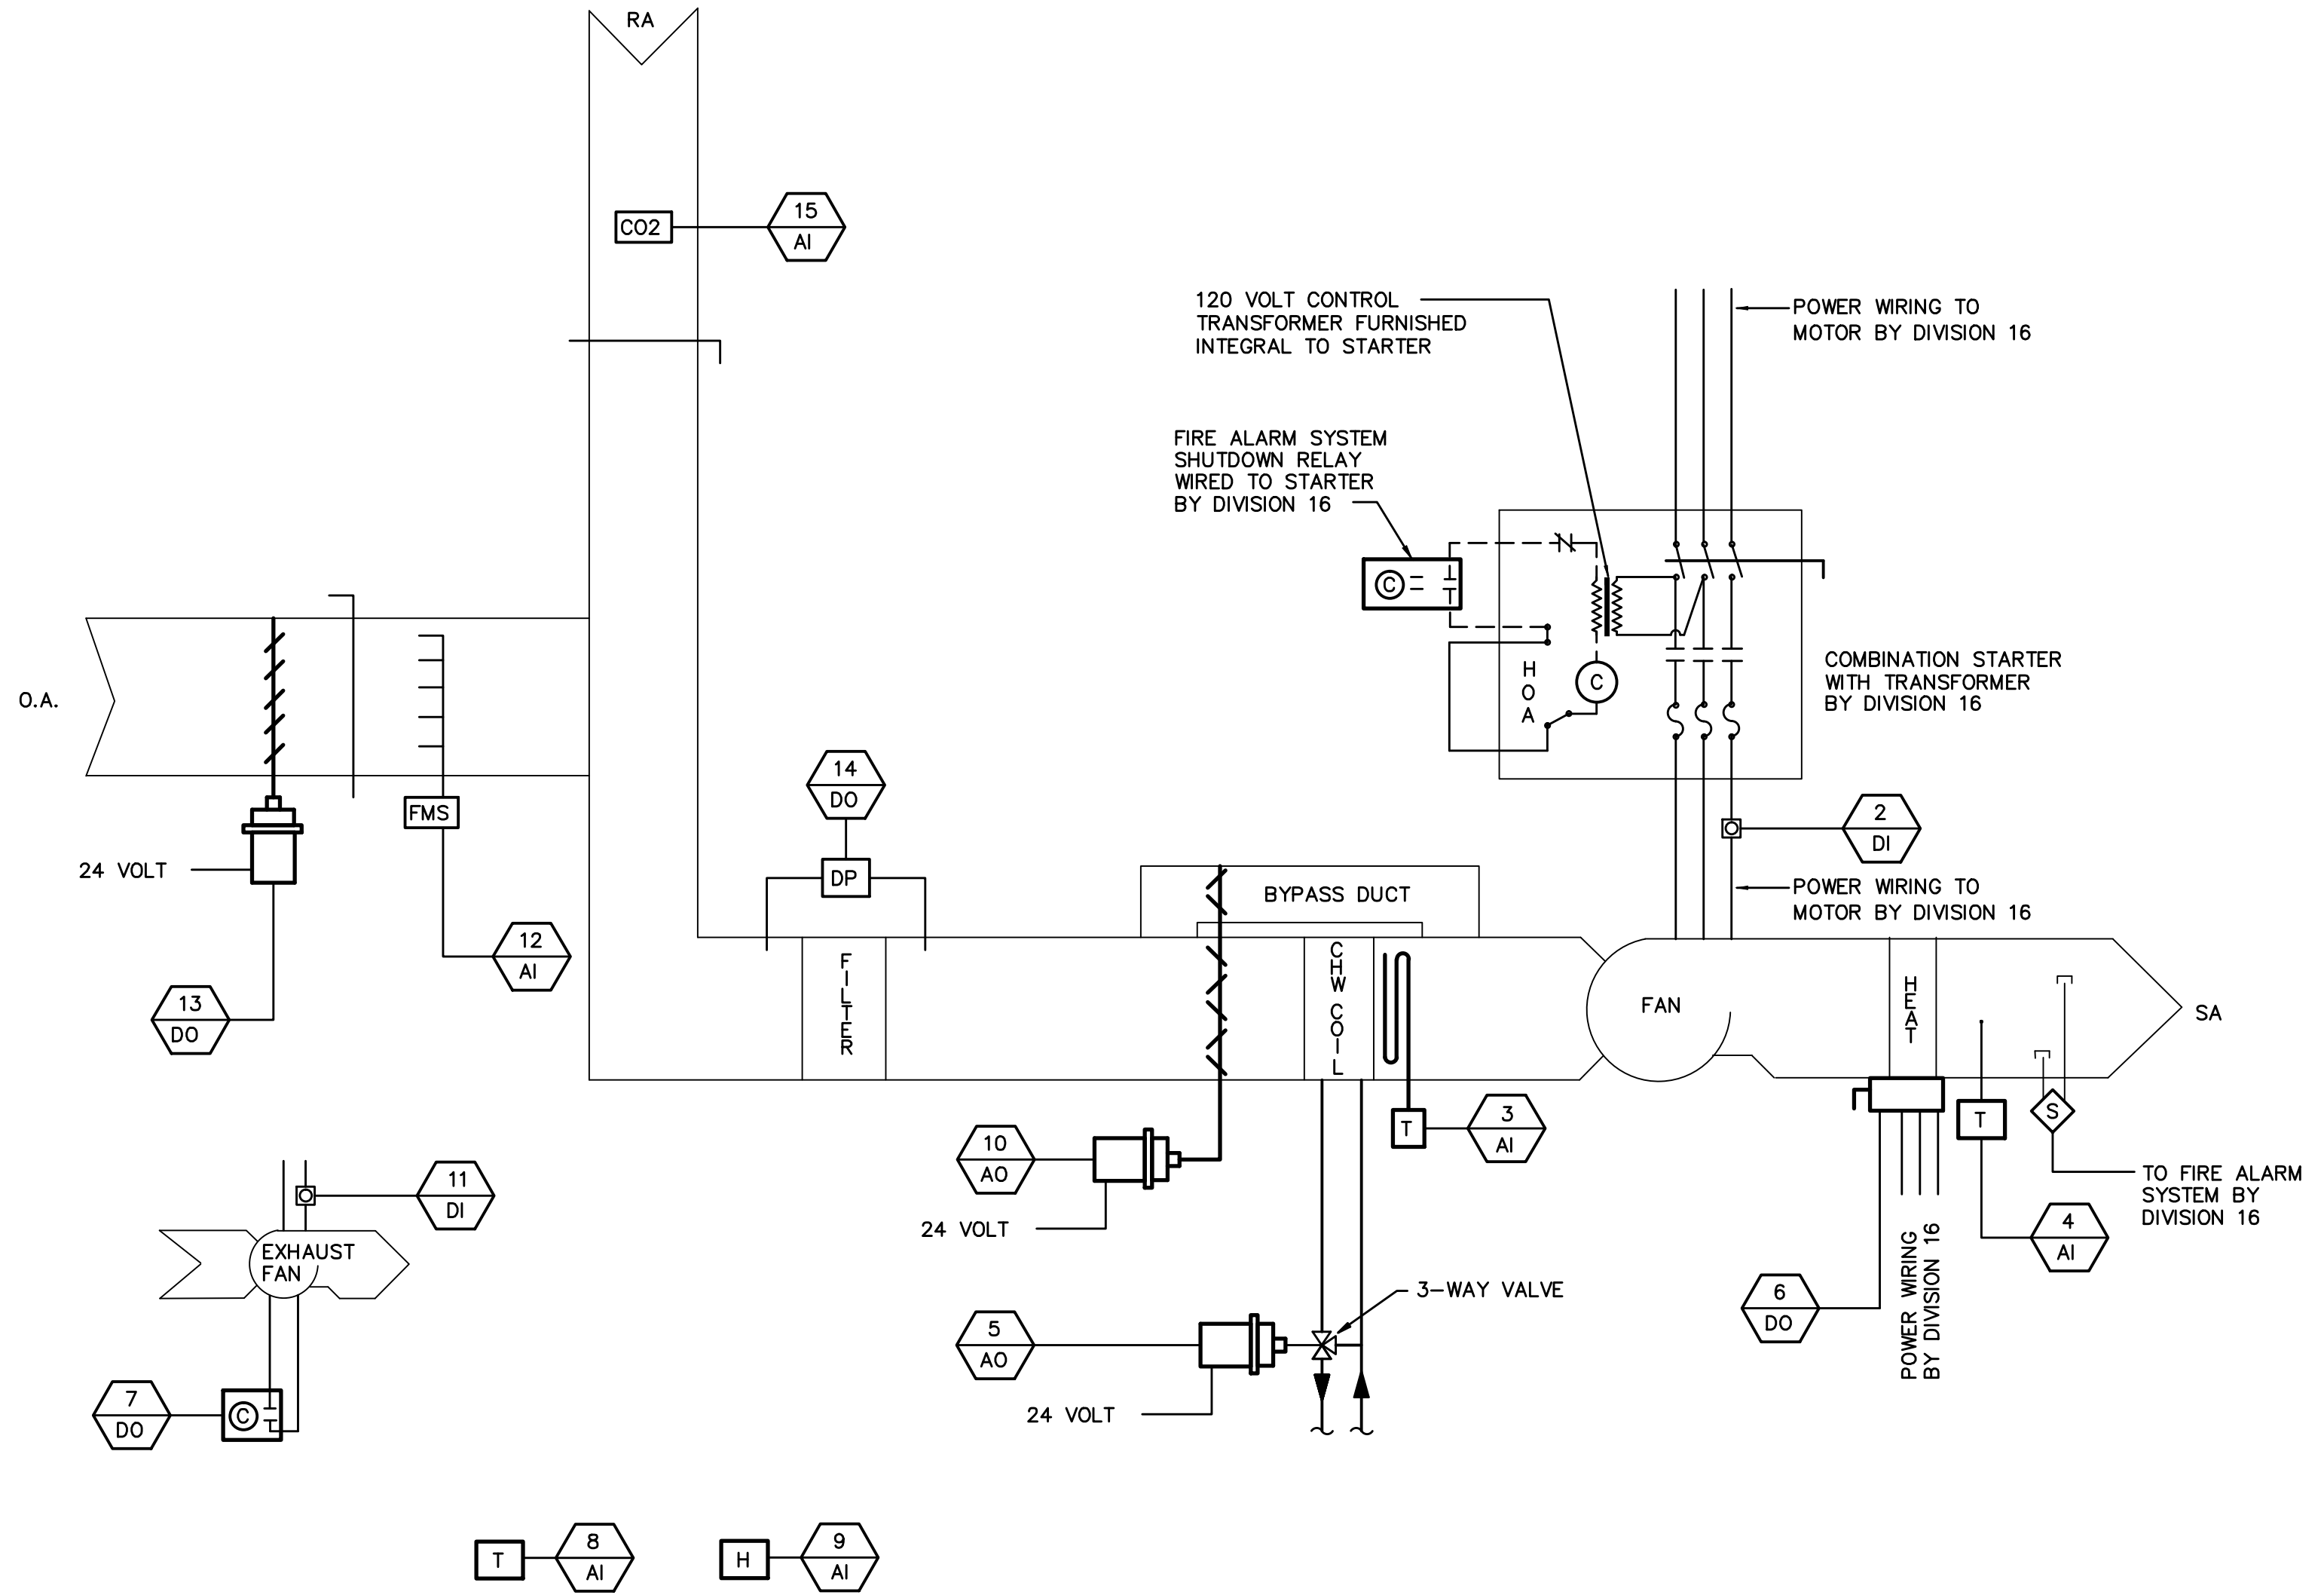 RA
15
CO2
AI
120 VOLT CONTROL
TRANSFORMER FURNISHED
INTEGRAL TO STARTER
POWER WIRING TO
MOTOR BY DIVISION 16
FIRE ALARM SYSTEM
SHUTDOWN RELAY
WIRED TO STARTER
BY DIVISION 16
C
H
O
A
C
COMBINATION STARTER
WITH TRANSFORMER
BY DIVISION 16
O.A.
FMS
24 VOLT
12
AI
13
DO
14
DO
DP
FILTER
BYPASS DUCT
CHW COIL
2
DI
POWER WIRING TO
MOTOR BY DIVISION 16
FAN
HEAT
SA
T
3
AI
10
AO
24 VOLT
T
S
TO FIRE ALARM
SYSTEM BY
DIVISION 16
4
AI
POWER WIRING
BY DIVISION 16
6
DO
11
DI
EXHAUST
FAN
3-WAY VALVE
5
AO
24 VOLT
7
DO
C
T
8
AI
H
9
AI